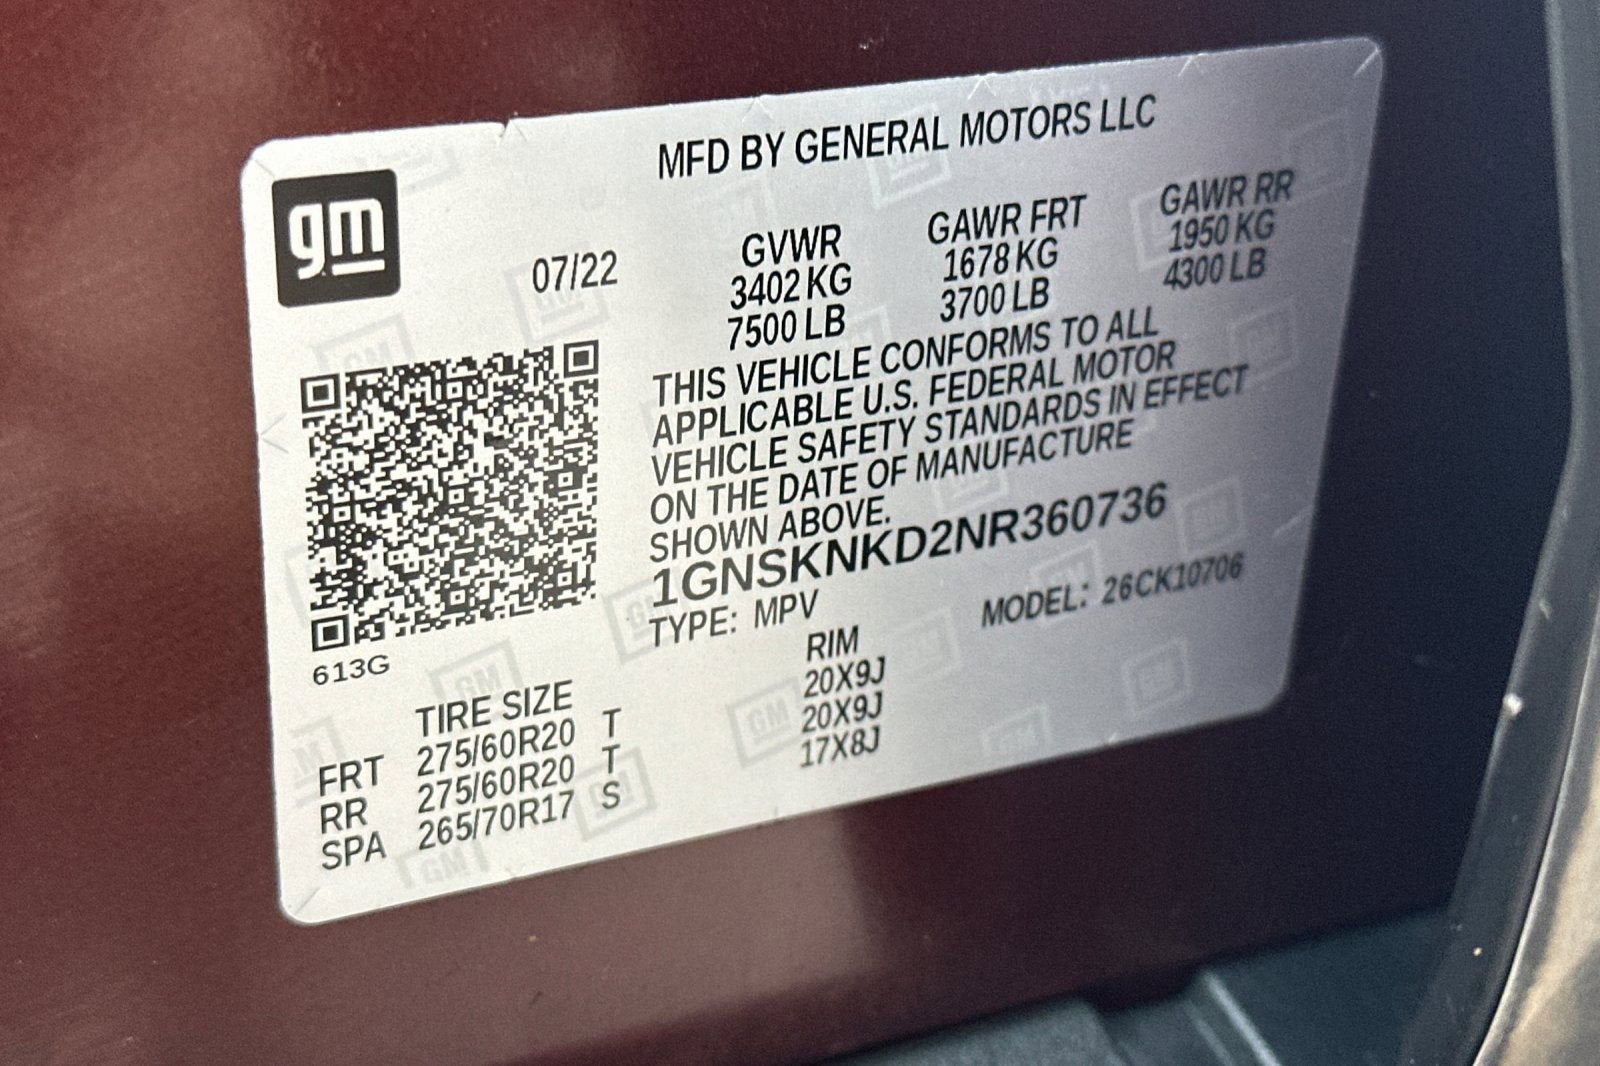 MFD BY GENERAL MOTORS LLC
gm
07/22
GVWR GAWR FRT GAWR RR
3402 KG 1678 KG 1950 KG
7500 LB 3700 LB 4300 LB
THIS VEHICLE CONFORMS TO ALL
APPLICABLE U.S. FEDERAL MOTOR
VEHICLE SAFETY STANDARDS IN EFFECT
ON THE DATE OF MANUFACTURE
SHOWN ABOVE.
1GNSKNKD2NR360736
TYPE: MPV MODEL: 26CK10706
613G
TIRE SIZE RIM
FRT 275/60R20 T 20X9J
RR 275/60R20 T 20X9J
SPA 265/70R17 S 17X8J